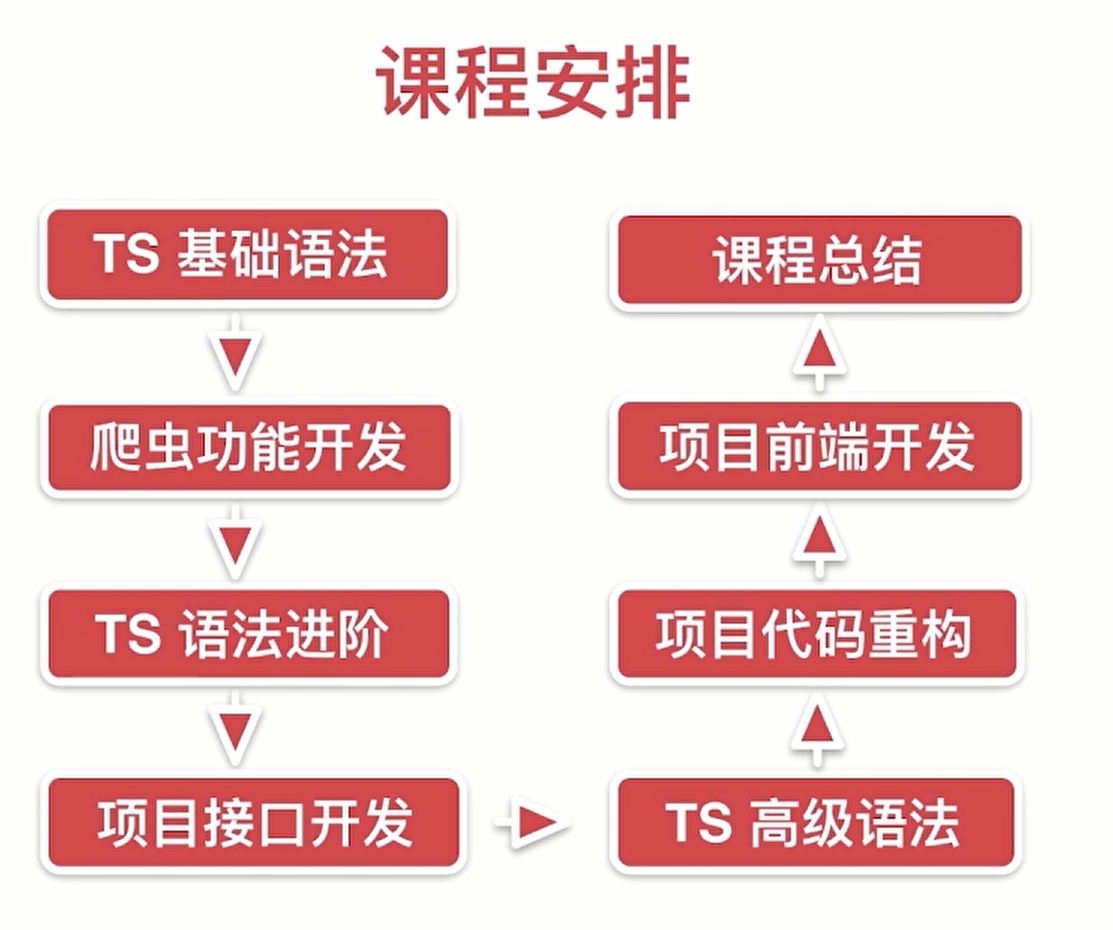 课程安排
TS 基础语法
爬虫功能开发
TS 语法进阶
项目接口开发
TS 高级语法
项目代码重构
项目前端开发
课程总结